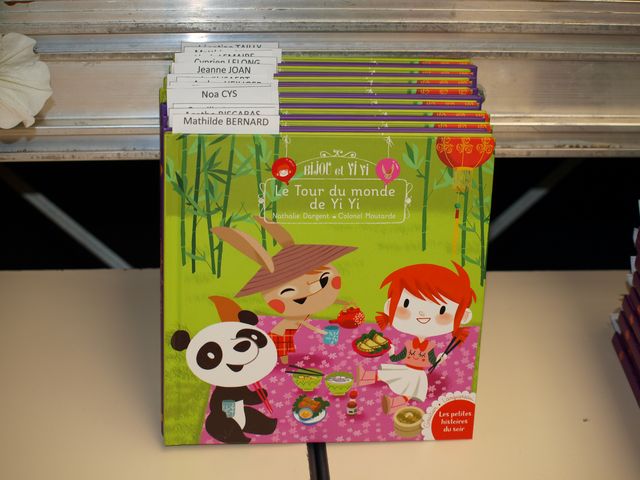 TAILLY
Cyprien LELONG
Jeanne JOAN
Noa CYS
Mathilde BERNARD
BIJOU et YI YI
Le Tour du monde
de Yi Yi
Nathalie Dargent Colonel Moutarde
Les petites
histoires
du soir